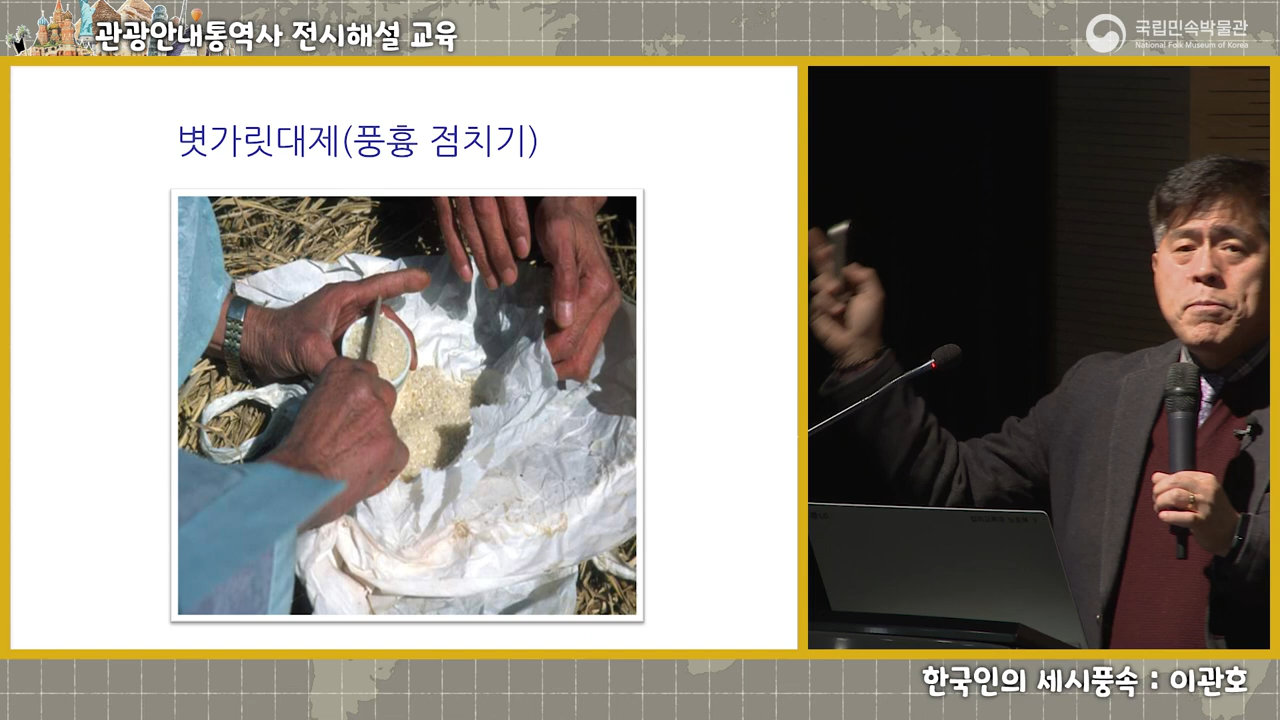 관광안내통역사 전시해설 교육
국립민속박물관
National Folk Museum of Korea
볏가릿대제(풍흉 점치기)
한국인의 세시풍속 : 이관호